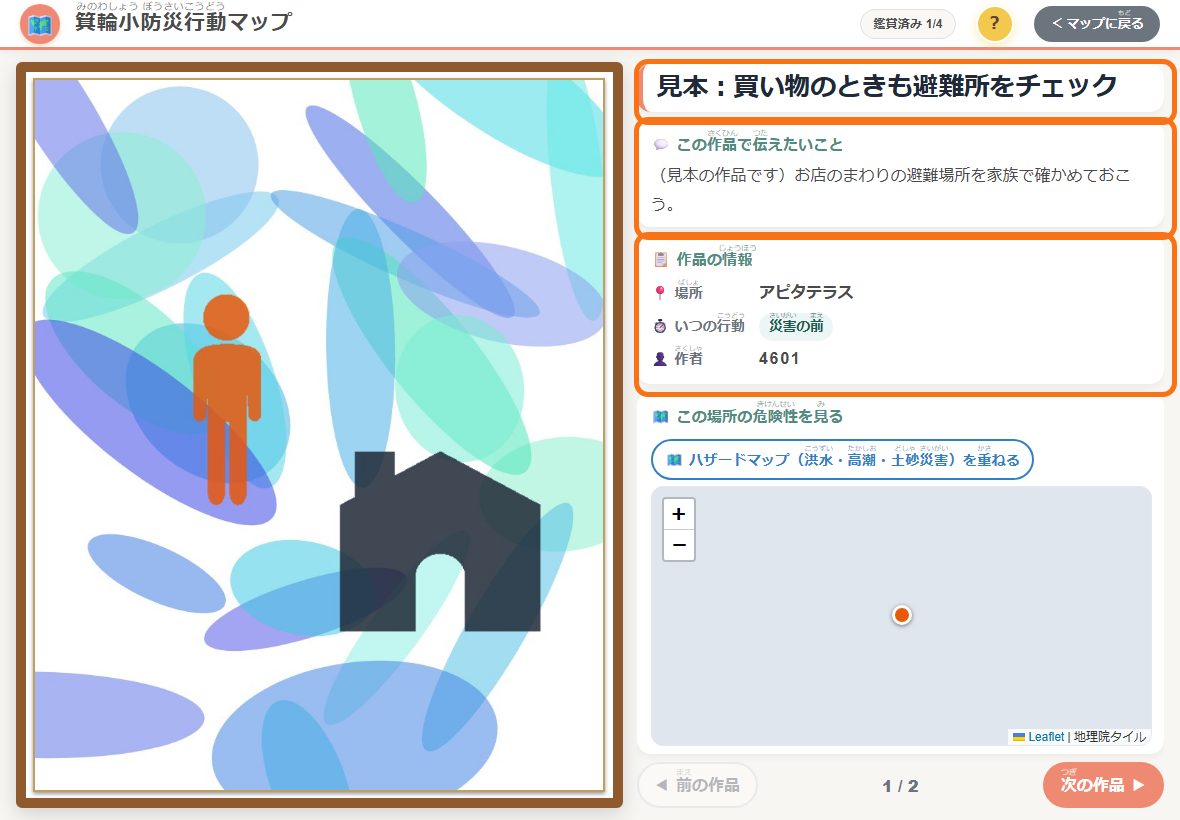 みのわしょう ぼうさいこうどう
箕輪小防災行動マップ
鑑賞済み 1/4
?
もど
< マップに戻る
見本：買い物のときも避難所をチェック
さくひん つた
この作品で伝えたいこと
（見本の作品です）お店のまわりの避難場所を家族で確かめておこ
う。
じょうほう
作品の情報
ばしょ
場所 アピタテラス
こうどう さいがい まえ
いつの行動 災害の前
さくしゃ
作者 4601
きけんせい み
この場所の危険性を見る
こうずい たかしお どしゃ さいがい かさ
ハザードマップ（洪水・高潮・土砂災害）を重ねる
+
−
Leaflet | 地理院タイル
まえ
◀ 前の作品
1 / 2
つぎ
次の作品 ▶